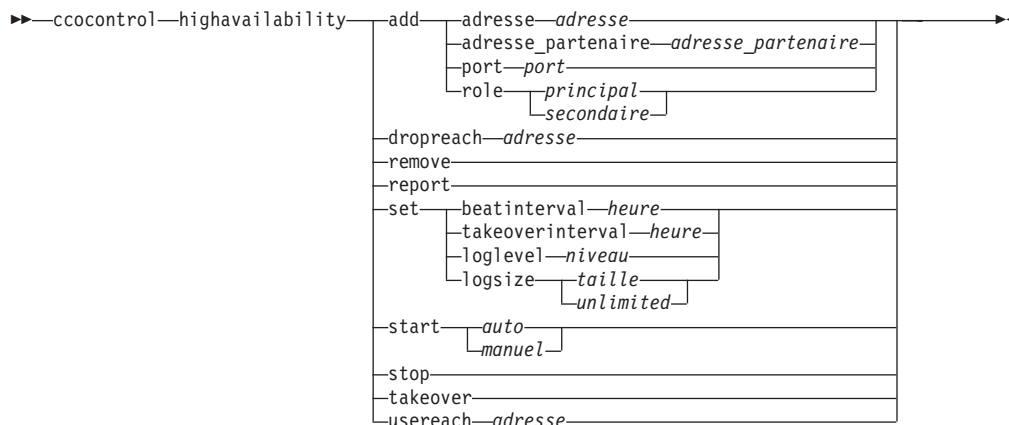 ccocontrol highavailability add adresse adresse
adresse_partenaire adresse_partenaire
port port
role principal
secondaire
dropreach adresse
remove
report
set beatinterval heure
takeoverinterval heure
loglevel niveau
logsize taille
unlimited
start auto
manuel
stop
takeover
usereach adresse